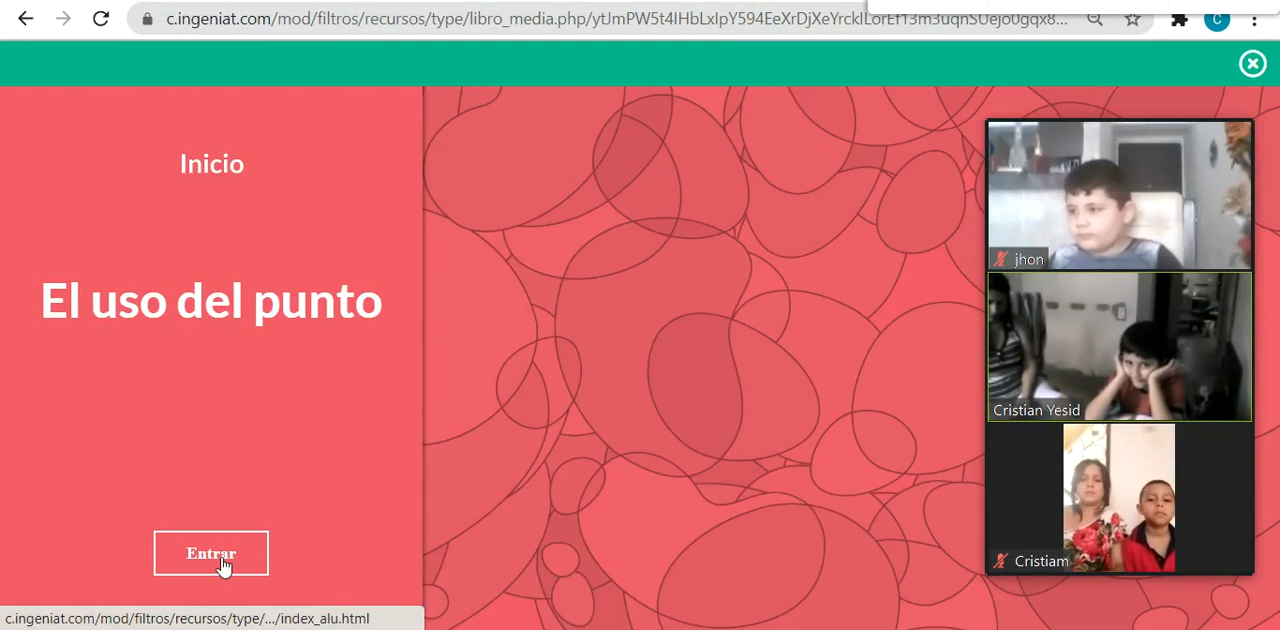 c.ingeniat.com/mod/filtros/recursos/type/libro_media.php/
C
Inicio
El uso del punto
Entrar
jhon
Cristian Yesid
Cristiam
c.ingeniat.com/mod/filtros/recursos/type/.../index_alu.html